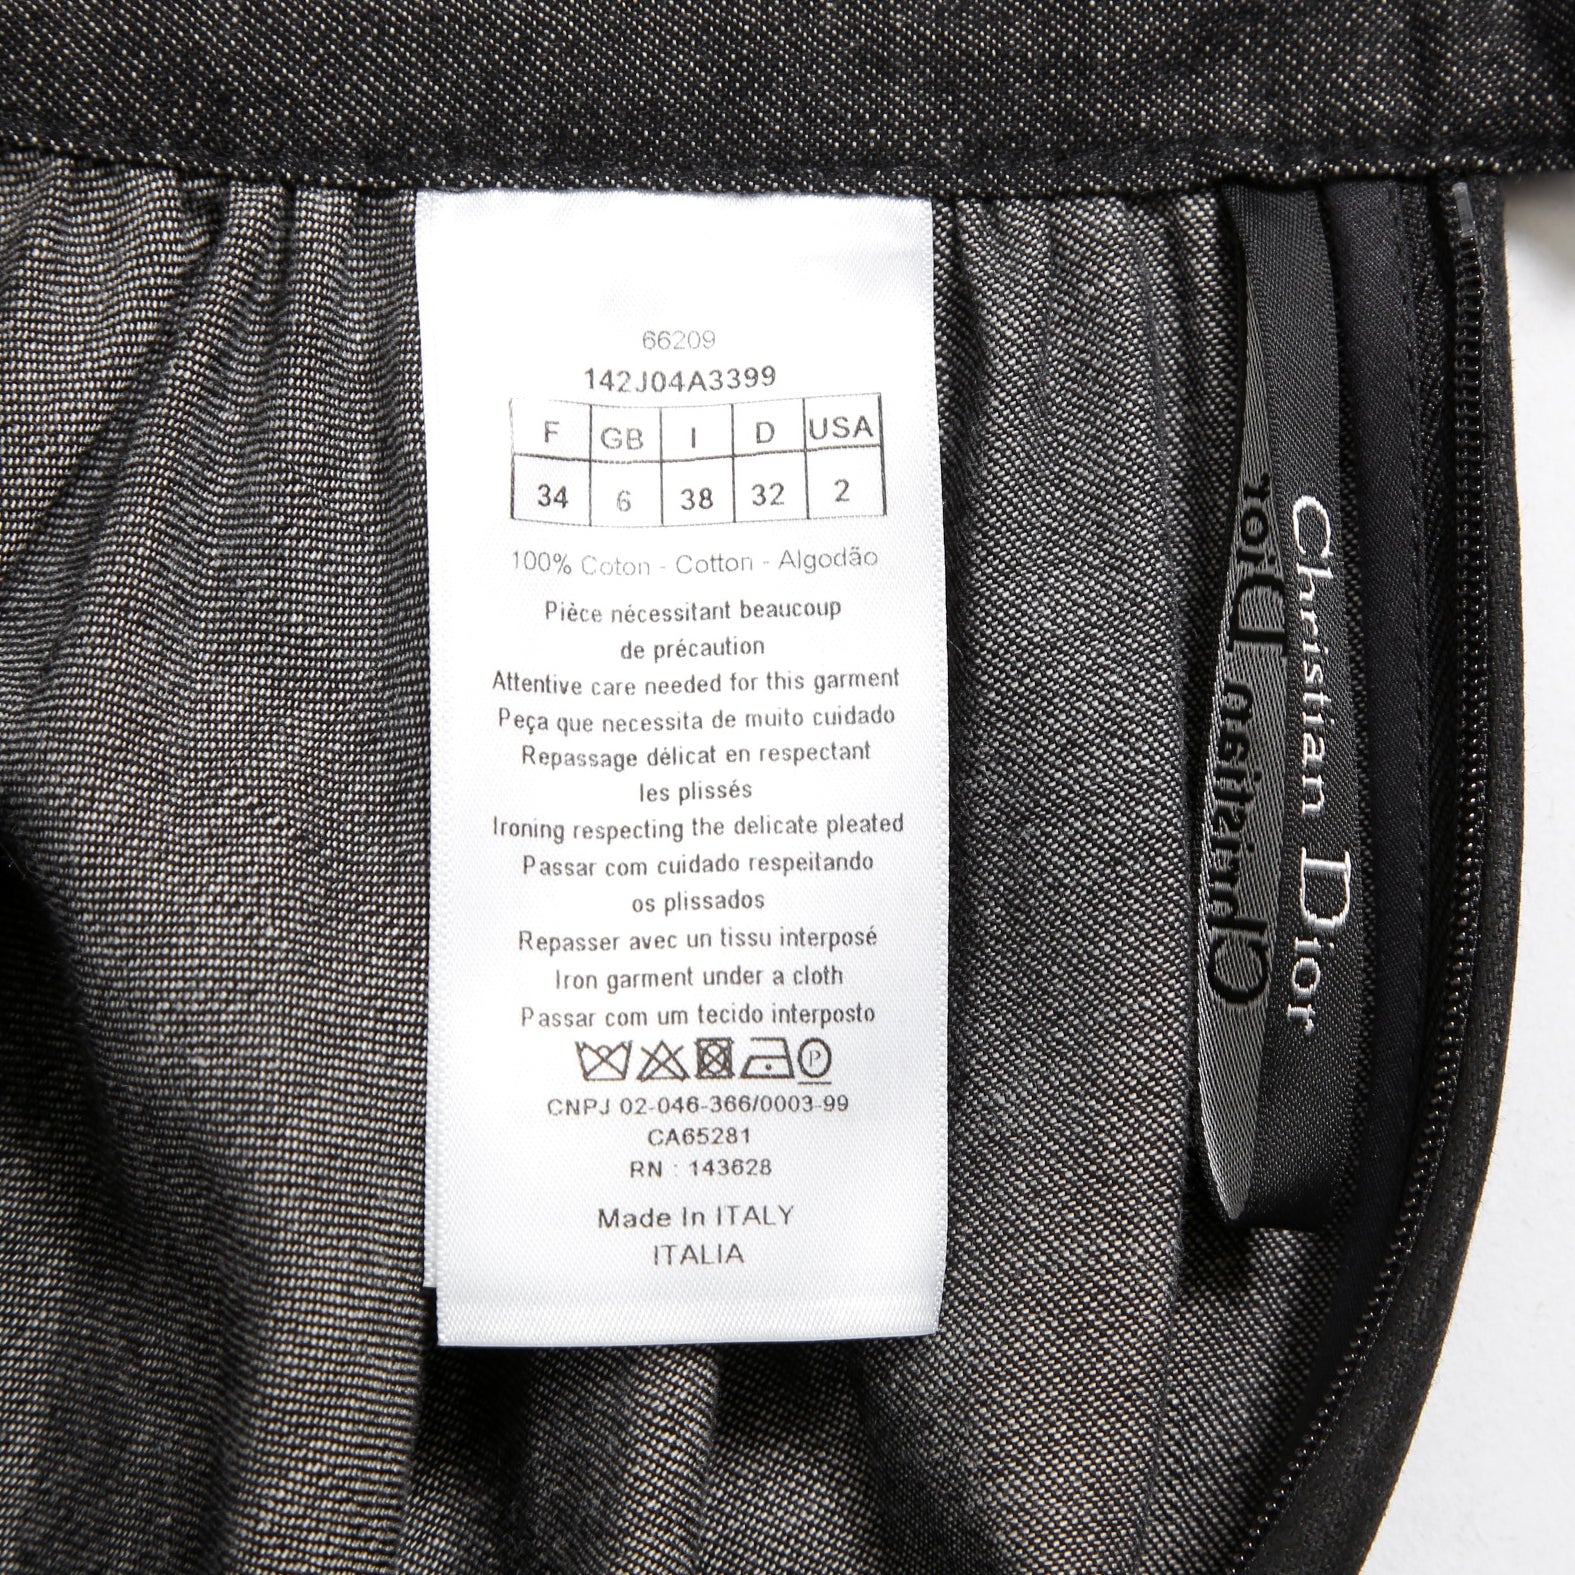 66209
142J04A3399
F GB I D USA
34 6 38 32 2
100% Coton - Cotton - Algodão
Pièce nécessitant beaucoup
de précaution
Attentive care needed for this garment
Peça que necessita de muito cuidado
Repassage délicat en respectant
les plissés
Ironing respecting the delicate pleated
Passar com cuidado respeitando
os plissados
Repasser avec un tissu interposé
Iron garment under a cloth
Passar com um tecido interposto
P
CNPJ 02-046-366/0003-99
CA65281
RN : 143628
Made In ITALY
ITALIA
Christian Dior
Christian Dior